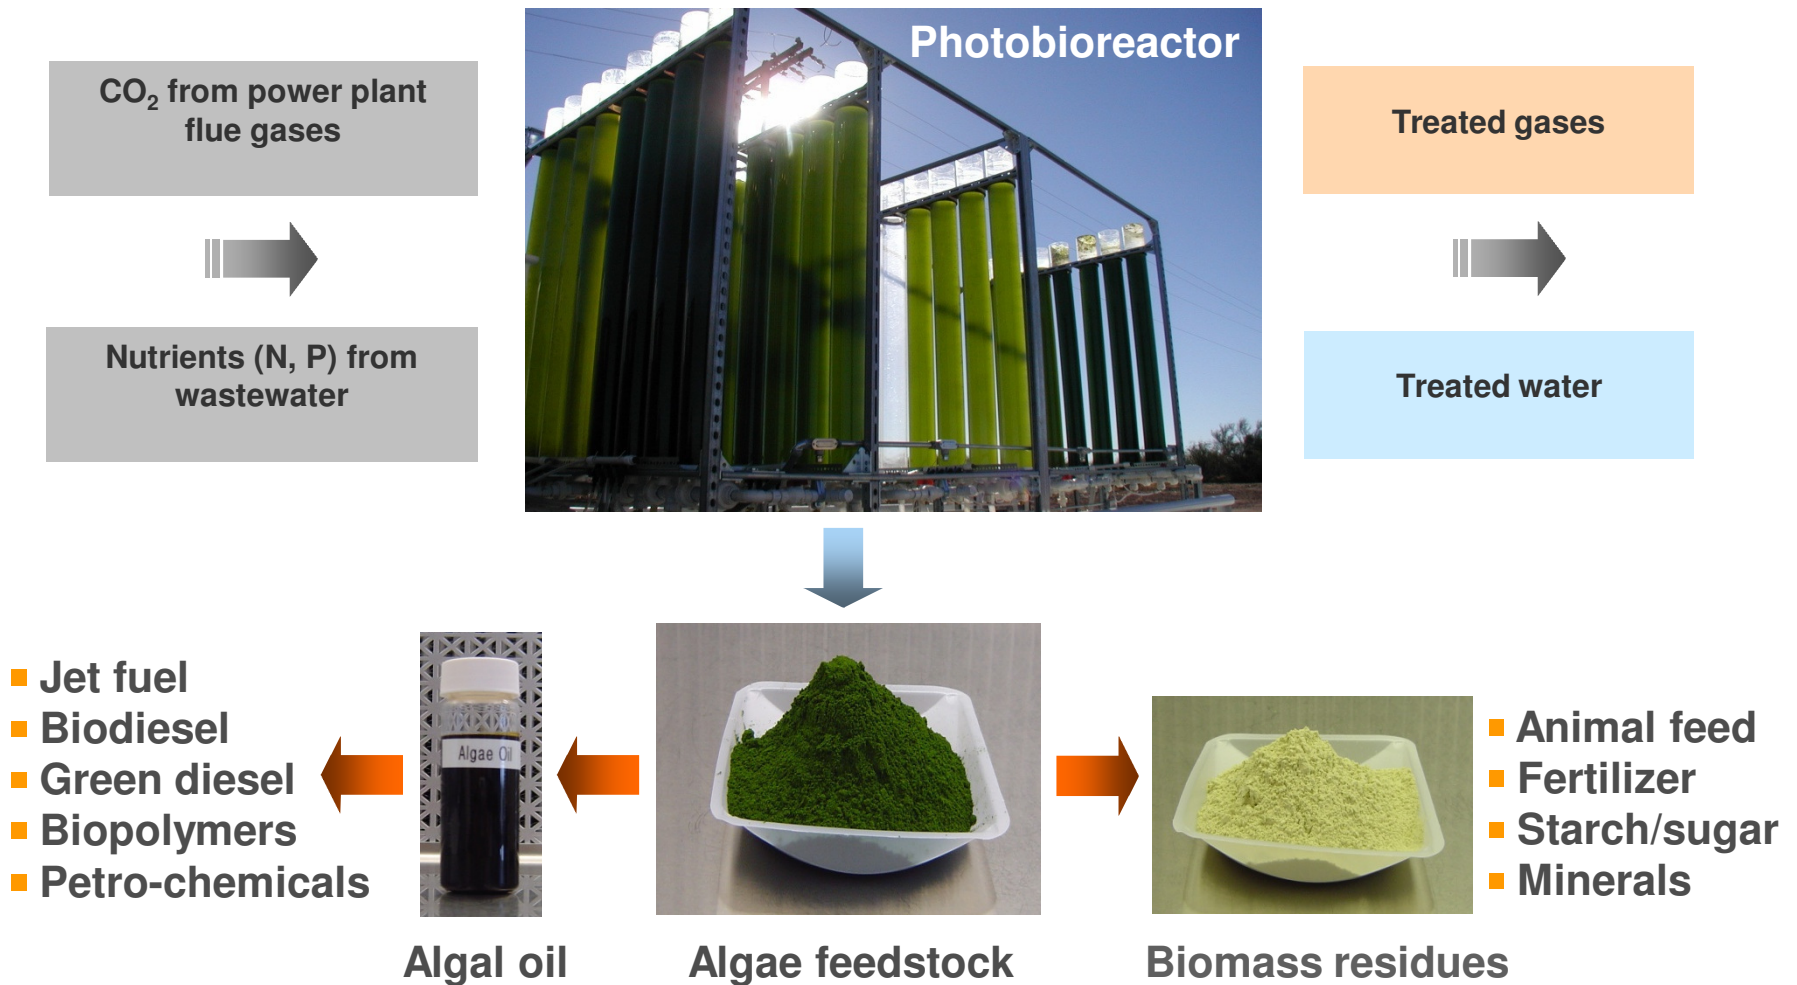 Photobioreactor
CO₂ from power plant
flue gases
Treated gases
Nutrients (N, P) from
wastewater
Treated water
Jet fuel
Biodiesel
Green diesel
Biopolymers
Petro-chemicals
Algae Oil
Animal feed
Fertilizer
Starch/sugar
Minerals
Algal oil
Algae feedstock
Biomass residues